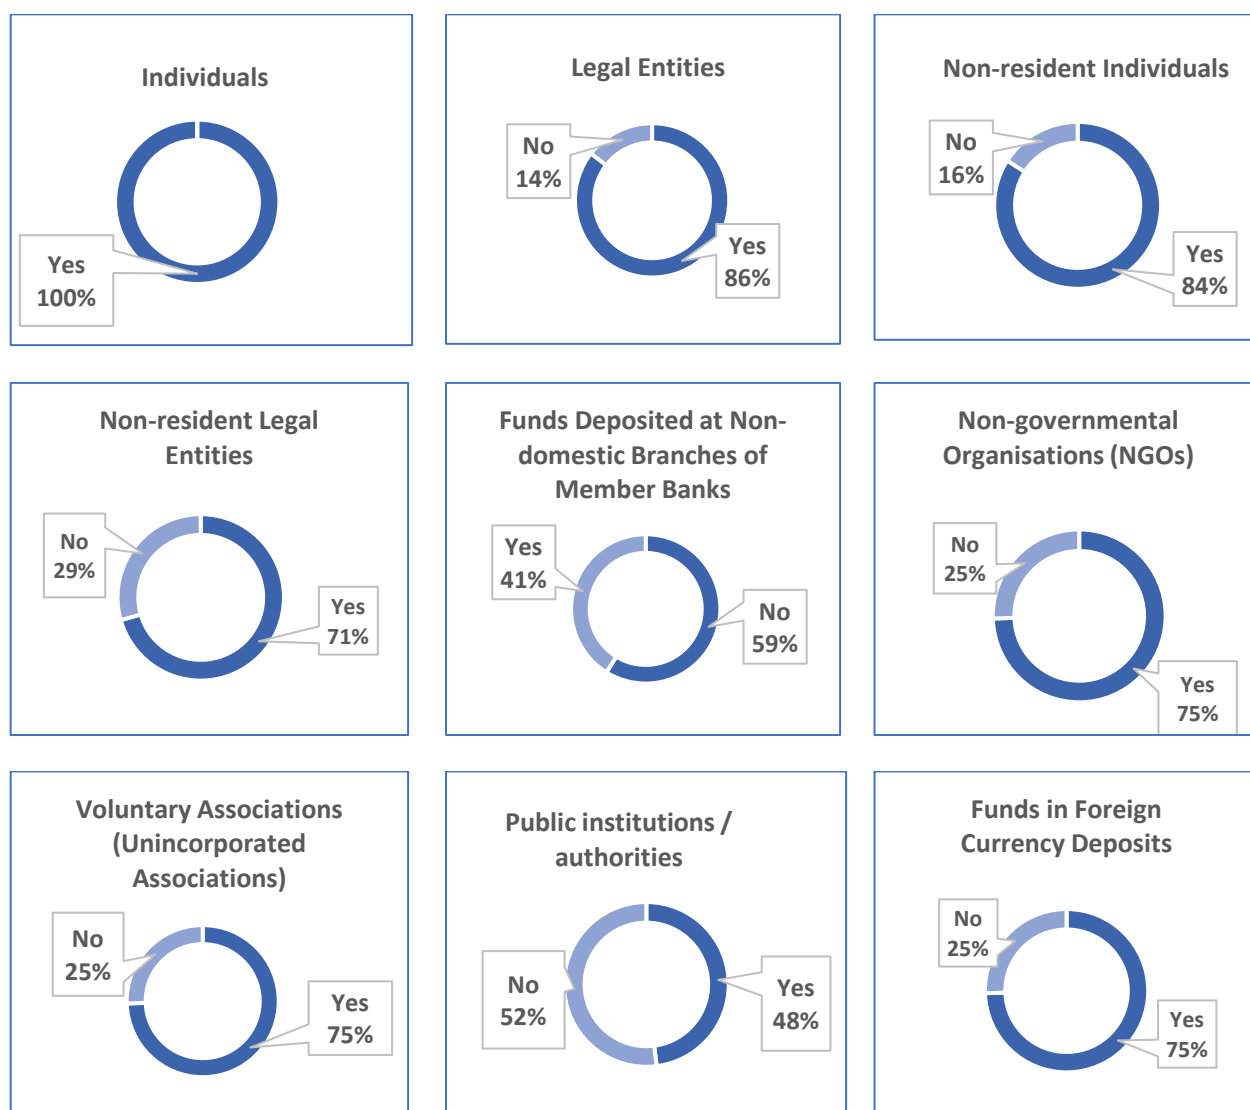 Individuals
Yes
100%
Legal Entities
No
14%
Yes
86%
Non-resident Individuals
No
16%
Yes
84%
Non-resident Legal
Entities
No
29%
Yes
71%
Funds Deposited at Non-
domestic Branches of
Member Banks
Yes
41%
No
59%
Non-governmental
Organisations (NGOs)
No
25%
Yes
75%
Voluntary Associations
(Unincorporated
Associations)
No
25%
Yes
75%
Public institutions /
authorities
No
52%
Yes
48%
Funds in Foreign
Currency Deposits
No
25%
Yes
75%